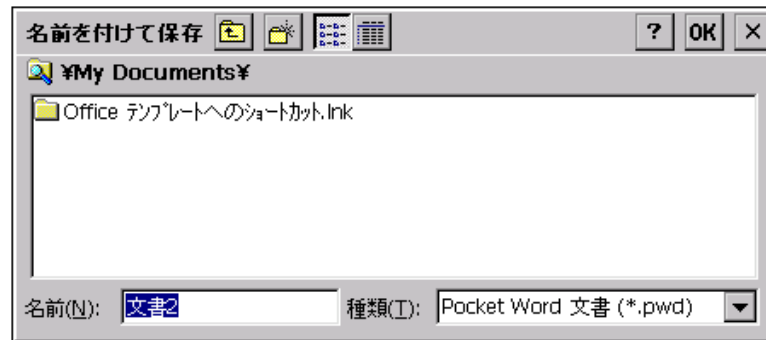 名前を付けて保存 ? OK ×
¥My Documents¥
Office テンプレートへのショートカット.lnk
名前(N): 文書2 種類(T): Pocket Word 文書 (*.pwd)